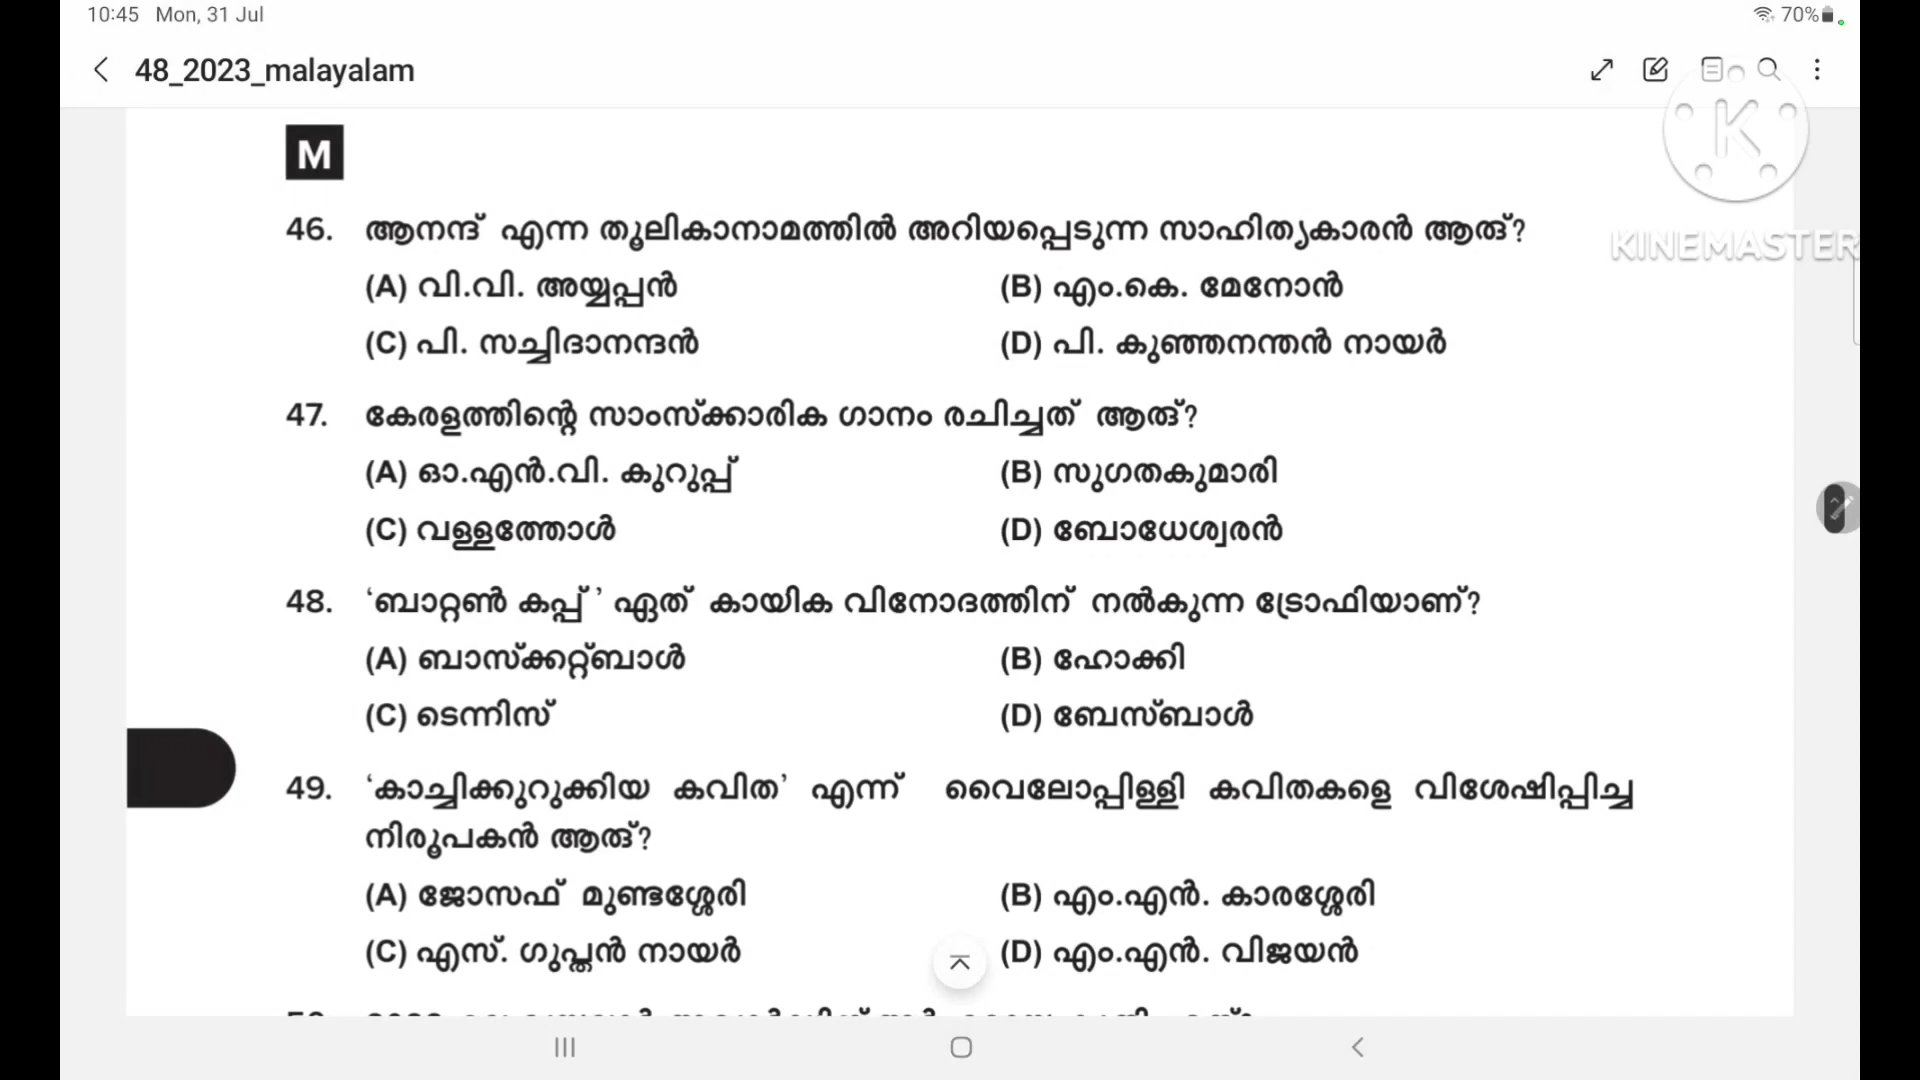 10:45 Mon, 31 Jul
70%
48_2023_malayalam
K
KINEMASTER
M
46. ആനന്ദ് എന്ന തൂലികാനാമത്തിൽ അറിയപ്പെടുന്ന സാഹിത്യകാരൻ ആര്?
(A) വി.വി. അയ്യപ്പൻ (B) എം.കെ. മേനോൻ
(C) പി. സച്ചിദാനന്ദൻ (D) പി. കുഞ്ഞനന്തൻ നായർ
47. കേരളത്തിന്റെ സാംസ്ക്കാരിക ഗാനം രചിച്ചത് ആര്?
(A) ഓ.എൻ.വി. കുറുപ്പ് (B) സുഗതകുമാരി
(C) വള്ളത്തോൾ (D) ബോധേശ്വരൻ
48. ‘ബാറ്റൺ കപ്പ് ’ ഏത് കായിക വിനോദത്തിന് നൽകുന്ന ട്രോഫിയാണ്?
(A) ബാസ്ക്കറ്റ്ബാൾ (B) ഹോക്കി
(C) ടെന്നിസ് (D) ബേസ്ബാൾ
49. ‘കാച്ചിക്കുറുക്കിയ കവിത’ എന്ന് വൈലോപ്പിള്ളി കവിതകളെ വിശേഷിപ്പിച്ച
നിരൂപകൻ ആര്?
(A) ജോസഫ് മുണ്ടശ്ശേരി (B) എം.എൻ. കാരശ്ശേരി
(C) എസ്. ഗുപ്തൻ നായർ (D) എം.എൻ. വിജയൻ